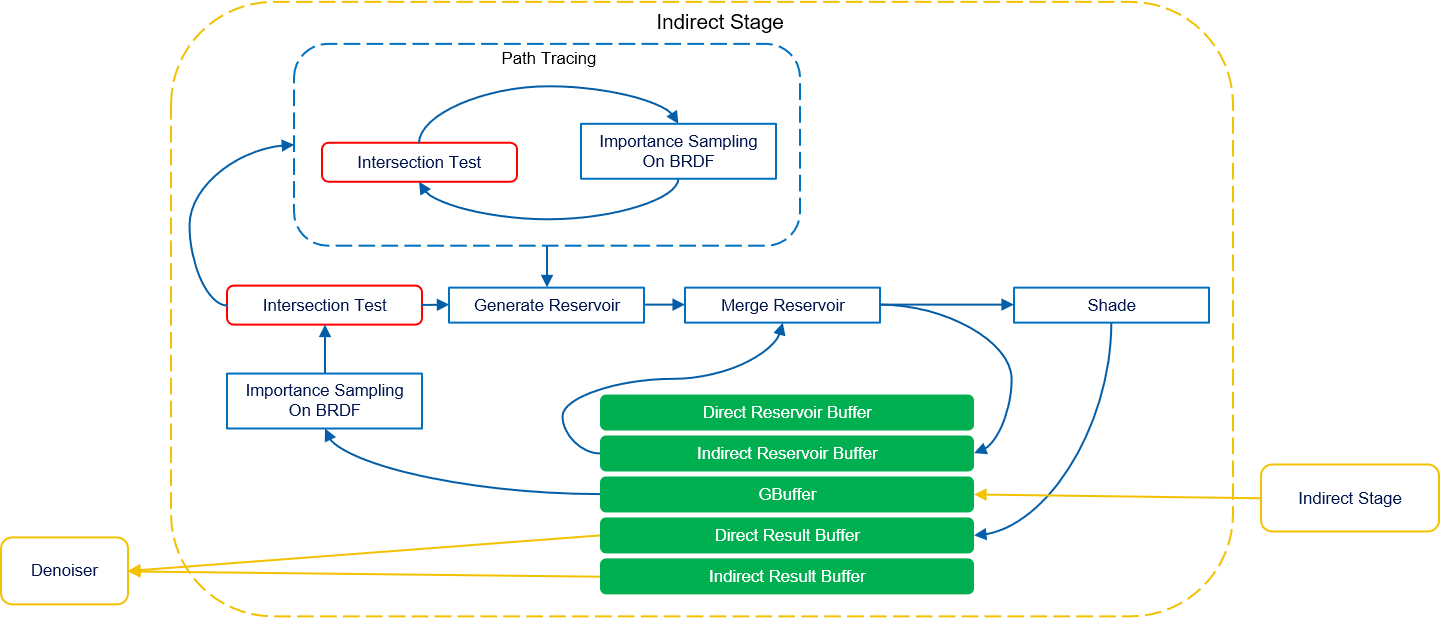 Indirect Stage
Path Tracing
Intersection Test
Importance Sampling
On BRDF
Intersection Test
Generate Reservoir
Merge Reservoir
Shade
Importance Sampling
On BRDF
Direct Reservoir Buffer
Indirect Reservoir Buffer
GBuffer
Direct Result Buffer
Indirect Result Buffer
Indirect Stage
Denoiser